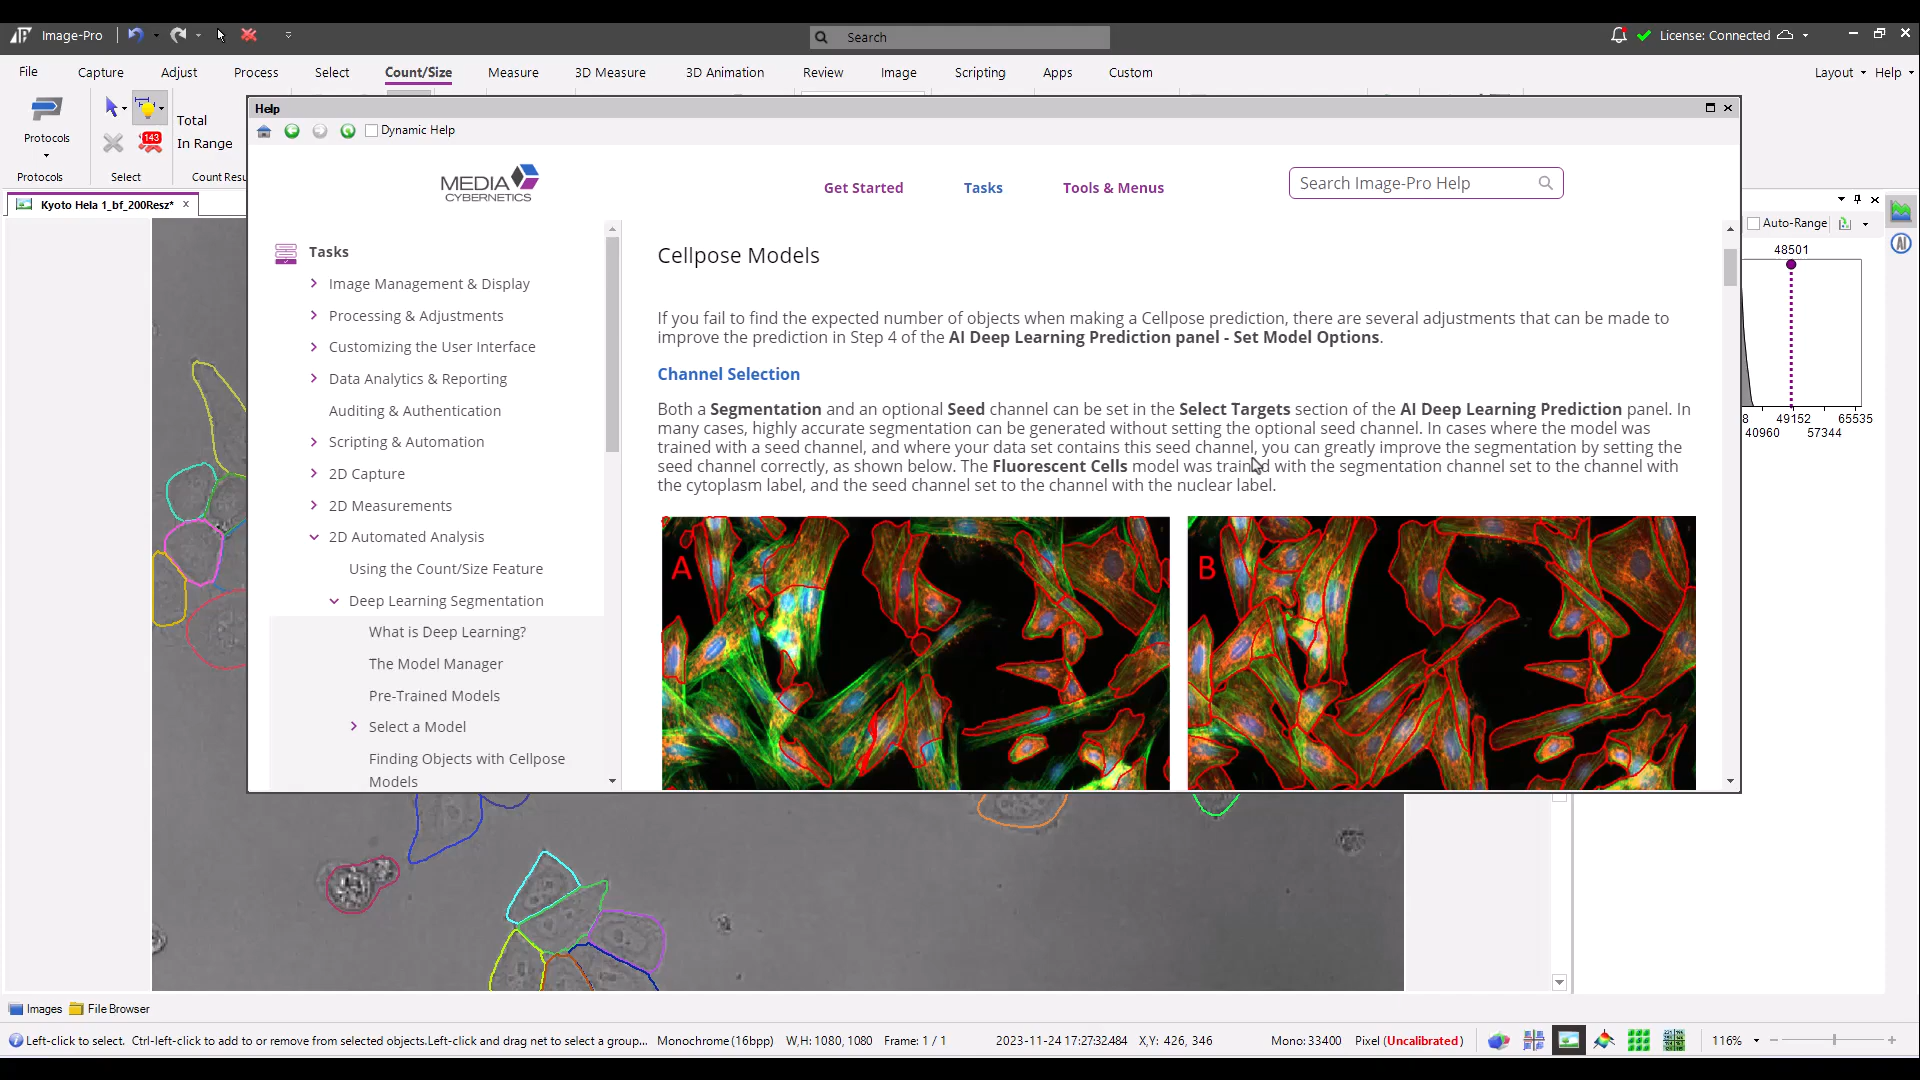 Image-Pro
Search
License: Connected
File
Capture
Adjust
Process
Select
Count/Size
Measure
3D Measure
3D Animation
Review
Image
Scripting
Apps
Custom
Layout
Help
Protocols
Protocols
143
Select
Total
In Range
Count Resu
Kyoto Hela 1_bf_200Resz*
Help
Dynamic Help
MEDIA
CYBERNETICS
Get Started
Tasks
Tools & Menus
Search Image-Pro Help
Tasks
Image Management & Display
Processing & Adjustments
Customizing the User Interface
Data Analytics & Reporting
Auditing & Authentication
Scripting & Automation
2D Capture
2D Measurements
2D Automated Analysis
Using the Count/Size Feature
Deep Learning Segmentation
What is Deep Learning?
The Model Manager
Pre-Trained Models
Select a Model
Finding Objects with Cellpose
Models
Cellpose Models
If you fail to find the expected number of objects when making a Cellpose prediction, there are several adjustments that can be made to
improve the prediction in Step 4 of the AI Deep Learning Prediction panel - Set Model Options.
Channel Selection
Both a Segmentation and an optional Seed channel can be set in the Select Targets section of the AI Deep Learning Prediction panel. In
many cases, highly accurate segmentation can be generated without setting the optional seed channel. In cases where the model was
trained with a seed channel, and where your data set contains this seed channel, you can greatly improve the segmentation by setting the
seed channel correctly, as shown below. The Fluorescent Cells model was trained with the segmentation channel set to the channel with
the cytoplasm label, and the seed channel set to the channel with the nuclear label.
A
B
Auto-Range
AI
48501
8 49152 65535
40960 57344
Images
File Browser
Left-click to select. Ctrl-left-click to add to or remove from selected objects.Left-click and drag net to select a group...
Monochrome (16bpp)
W,H: 1080, 1080
Frame: 1 / 1
2023-11-24 17:27:32.484
X,Y: 426, 346
Mono: 33400
Pixel (Uncalibrated)
116%